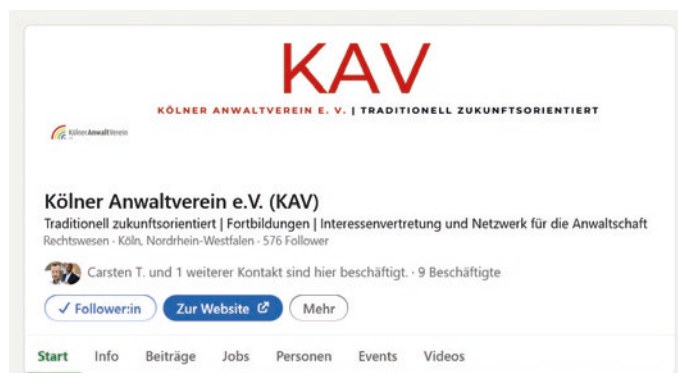 KAV
KÖLNER ANWALTVEREIN E. V. | TRADITIONELL ZUKUNFTSORIENTIERT
Kölner AnwaltVerein
Kölner Anwaltverein e.V. (KAV)
Traditionell zukunftsorientiert | Fortbildungen | Interessenvertretung und Netzwerk für die Anwaltschaft
Rechtswesen · Köln, Nordrhein-Westfalen · 576 Follower
Carsten T. und 1 weiterer Kontakt sind hier beschäftigt. · 9 Beschäftigte
✓ Follower:in Zur Website Mehr
Start Info Beiträge Jobs Personen Events Videos